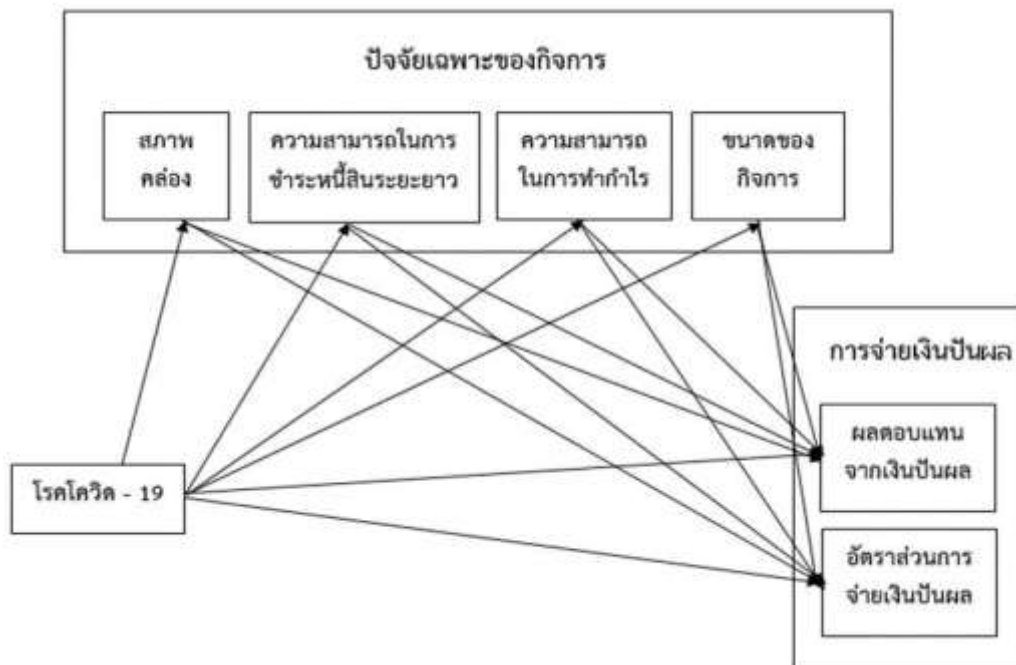 ปัจจัยเฉพาะของกิจการ
สภาพ
คล่อง
ความสามารถในการ
ชำระหนี้สินระยะยาว
ความสามารถ
ในการทำกำไร
ขนาดของ
กิจการ
การจ่ายเงินปันผล
ผลตอบแทน
จากเงินปันผล
โรคโควิด - 19
อัตราส่วนการ
จ่ายเงินปันผล